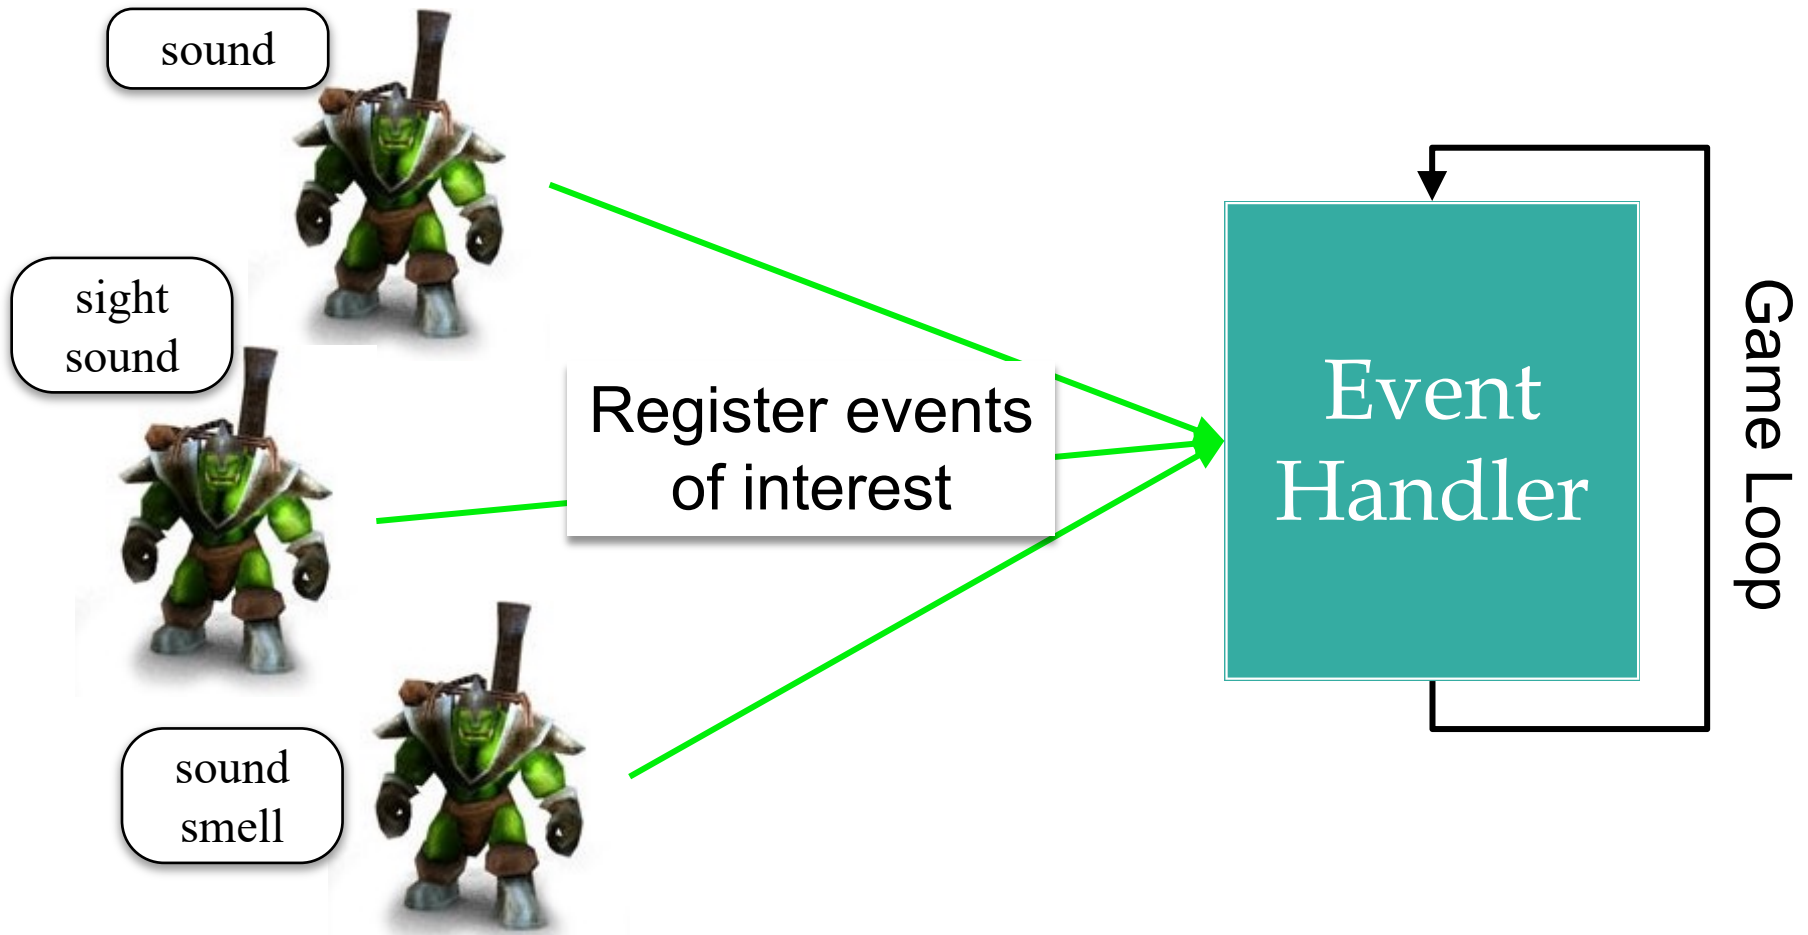 sound
sight
sound
sound
smell
Register events
of interest
Event
Handler
Game Loop